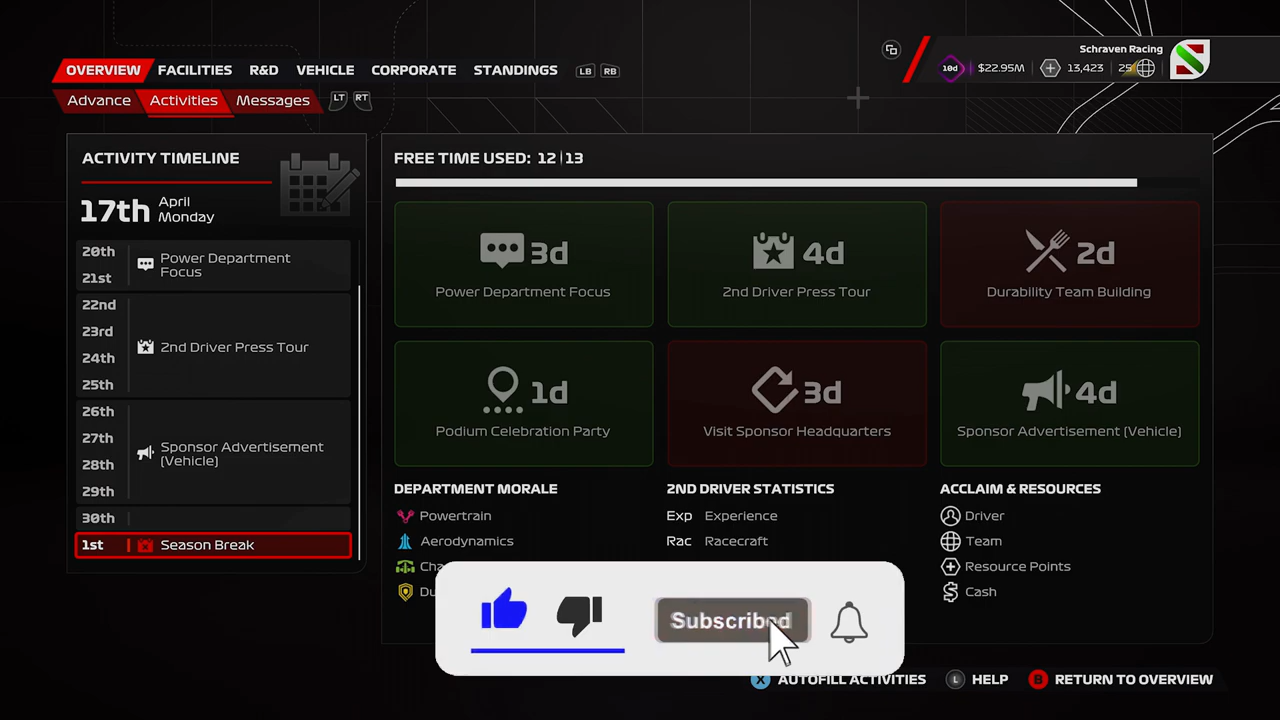 Schraven Racing
OVERVIEW FACILITIES R&D VEHICLE CORPORATE STANDINGS LB RB
10d $22.95M 13,423 25
Advance Activities Messages LT RT
ACTIVITY TIMELINE
17th April Monday
20th
21st
Power Department
Focus
22nd
23rd
24th
25th
2nd Driver Press Tour
26th
27th
28th
29th
Sponsor Advertisement
(Vehicle)
30th
1st Season Break
FREE TIME USED: 12|13
3d
Power Department Focus
4d
2nd Driver Press Tour
2d
Durability Team Building
1d
Podium Celebration Party
3d
Visit Sponsor Headquarters
4d
Sponsor Advertisement (Vehicle)
DEPARTMENT MORALE
Powertrain
Aerodynamics
Cha
Du
2ND DRIVER STATISTICS
Exp Experience
Rac Racecraft
ACCLAIM & RESOURCES
Driver
Team
Resource Points
Cash
Subscribed
X AUTOFILL ACTIVITIES L HELP B RETURN TO OVERVIEW